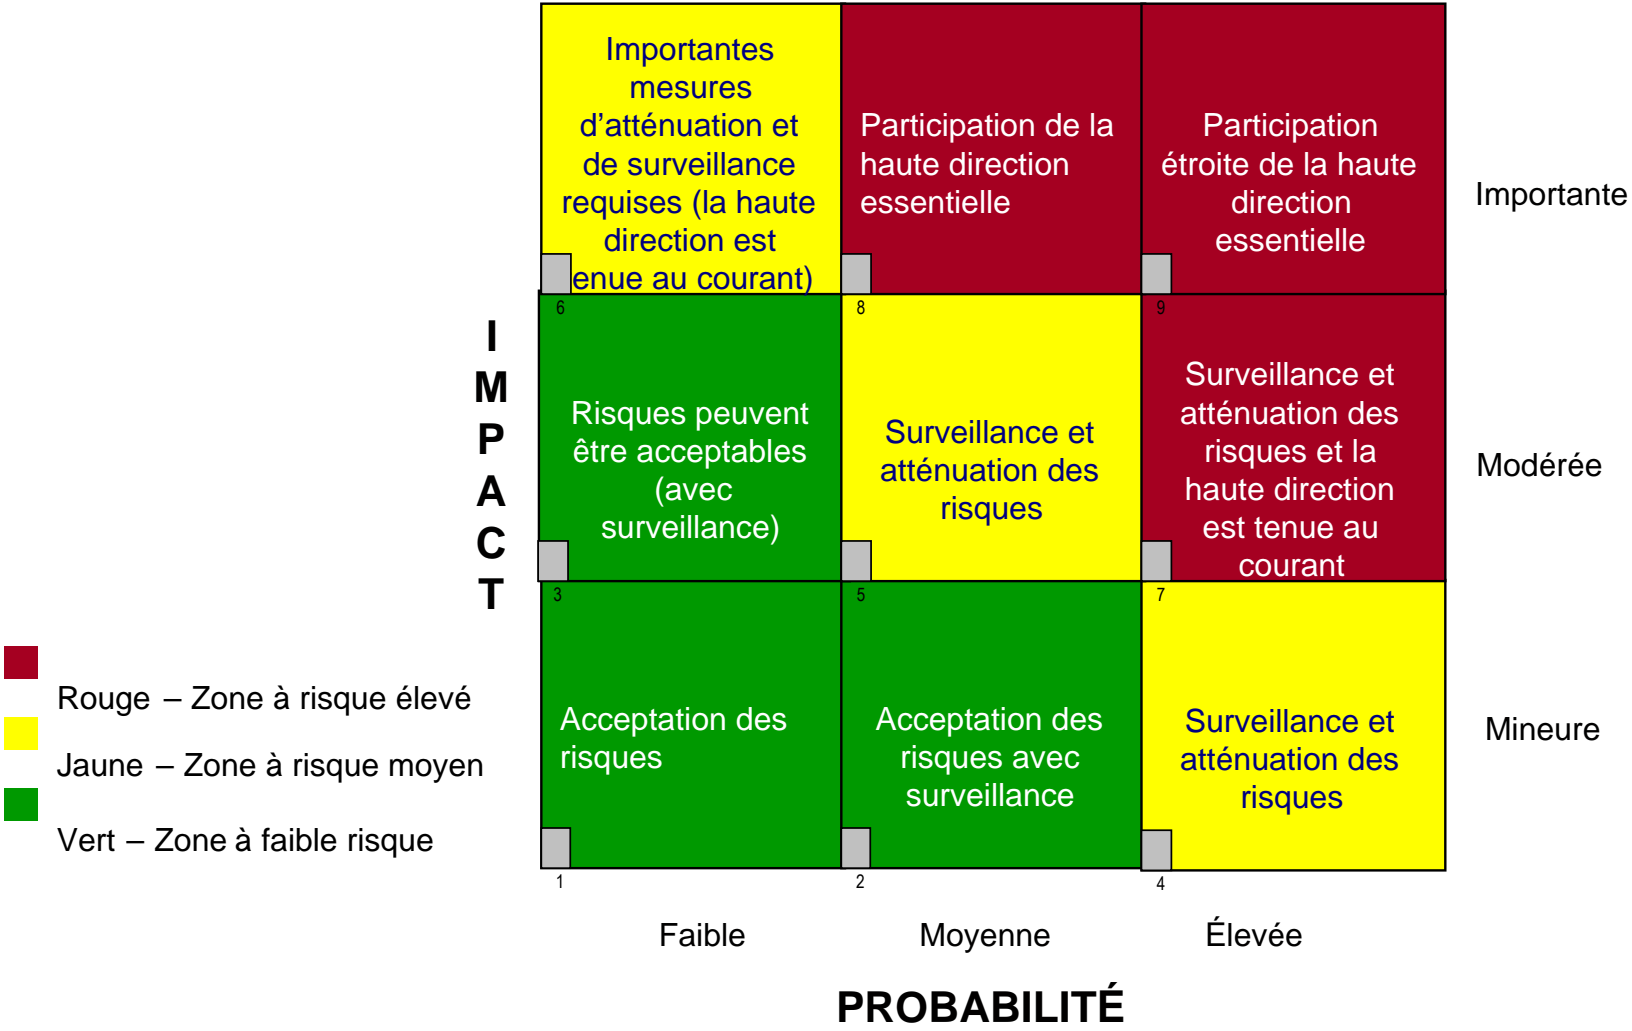 Importantes
mesures
d'atténuation et
de surveillance
requises (la haute
direction est
enue au courant)
6
Participation de la
haute direction
essentielle
8
Participation
étroite de la haute
direction
essentielle
9
Importante
I
M
P
A
C
T
Risques peuvent
être acceptables
(avec
surveillance)
3
Surveillance et
atténuation des
risques
5
Surveillance et
atténuation des
risques et la
haute direction
est tenue au
courant
7
Modérée
Rouge – Zone à risque élevé
Jaune – Zone à risque moyen
Vert – Zone à faible risque
Acceptation des
risques
1
Acceptation des
risques avec
surveillance
2
Surveillance et
atténuation des
risques
4
Mineure
Faible
Moyenne
Élevée
PROBABILITÉ